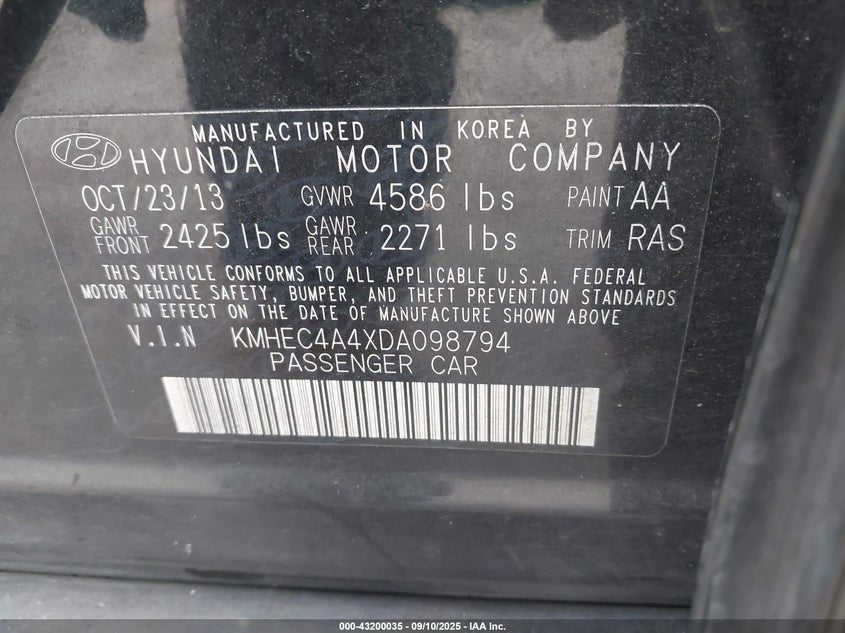 MANUFACTURED IN KOREA BY
HYUNDAI MOTOR COMPANY
OCT/23/13 GVWR 4586 lbs PAINT AA
GAWR FRONT 2425 lbs GAWR REAR 2271 lbs TRIM RAS
THIS VEHICLE CONFORMS TO ALL APPLICABLE U.S.A. FEDERAL
MOTOR VEHICLE SAFETY, BUMPER, AND THEFT PREVENTION STANDARDS
IN EFFECT ON THE DATE OF MANUFACTURE SHOWN ABOVE
V.I.N KMHEC4A4XDA098794
PASSENGER CAR
000-43200035 - 09/10/2025 - IAA Inc.